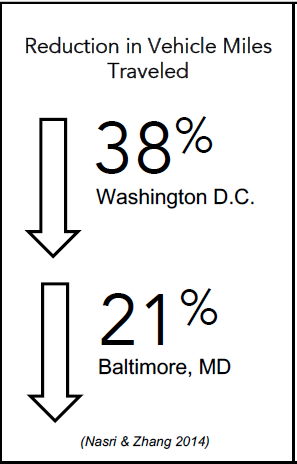 Reduction in Vehicle Miles
Traveled
38%
Washington D.C.
21%
Baltimore, MD
(Nasri & Zhang 2014)